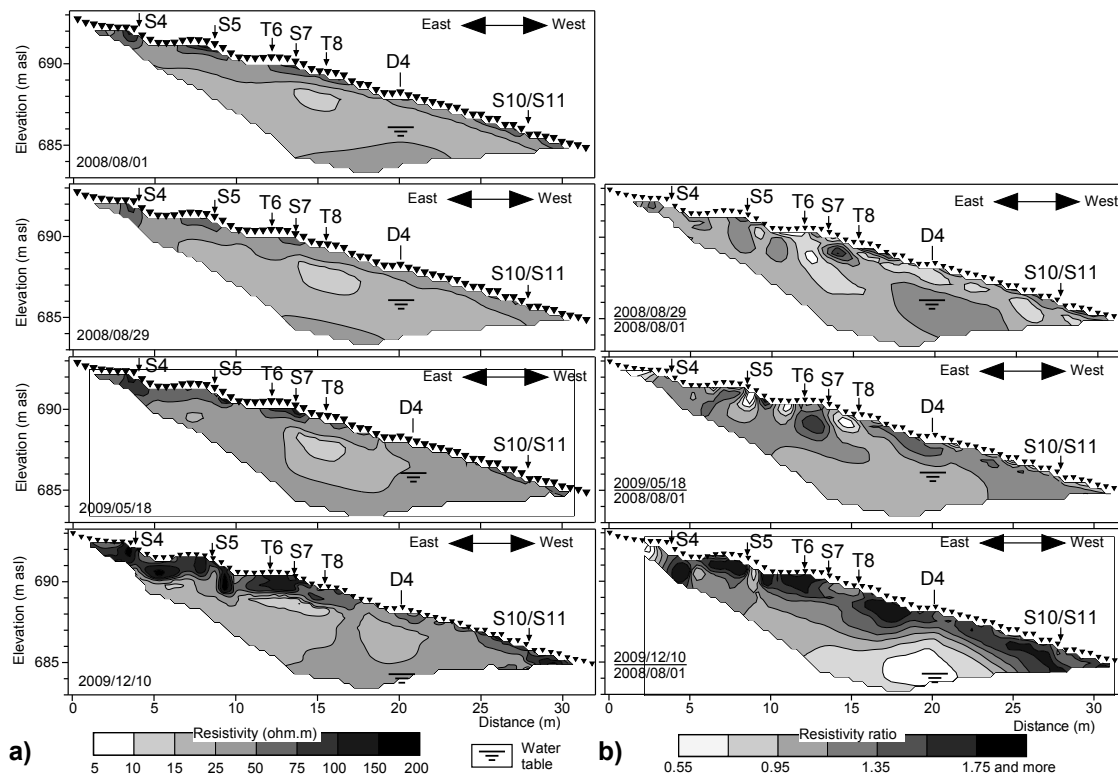 East West
S4 S5 T6 S7 T8 D4 S10/S11
Elevation (m asl)
690
685
2008/08/01
East West
S4 S5 T6 S7 T8 D4 S10/S11
Elevation (m asl)
690
685
2008/08/29
East West
S4 S5 T6 S7 T8 D4 S10/S11
Elevation (m asl)
690
685
2009/05/18
East West
S4 S5 T6 S7 T8 D4 S10/S11
Elevation (m asl)
690
685
2009/12/10
0 5 10 15 20 25 30
Distance (m)
a)
Resistivity (ohm.m)
5 10 15 25 50 75 100 150 200
Water
table
East West
S4 S5 T6 S7 T8 D4 S10/S11
2008/08/29
2008/08/01
East West
S4 S5 T6 S7 T8 D4 S10/S11
2009/05/18
2008/08/01
East West
S4 S5 T6 S7 T8 D4 S10/S11
2009/12/10
2008/08/01
0 5 10 15 20 25 30
Distance (m)
b)
Resistivity ratio
0.55 0.95 1.35 1.75 and more